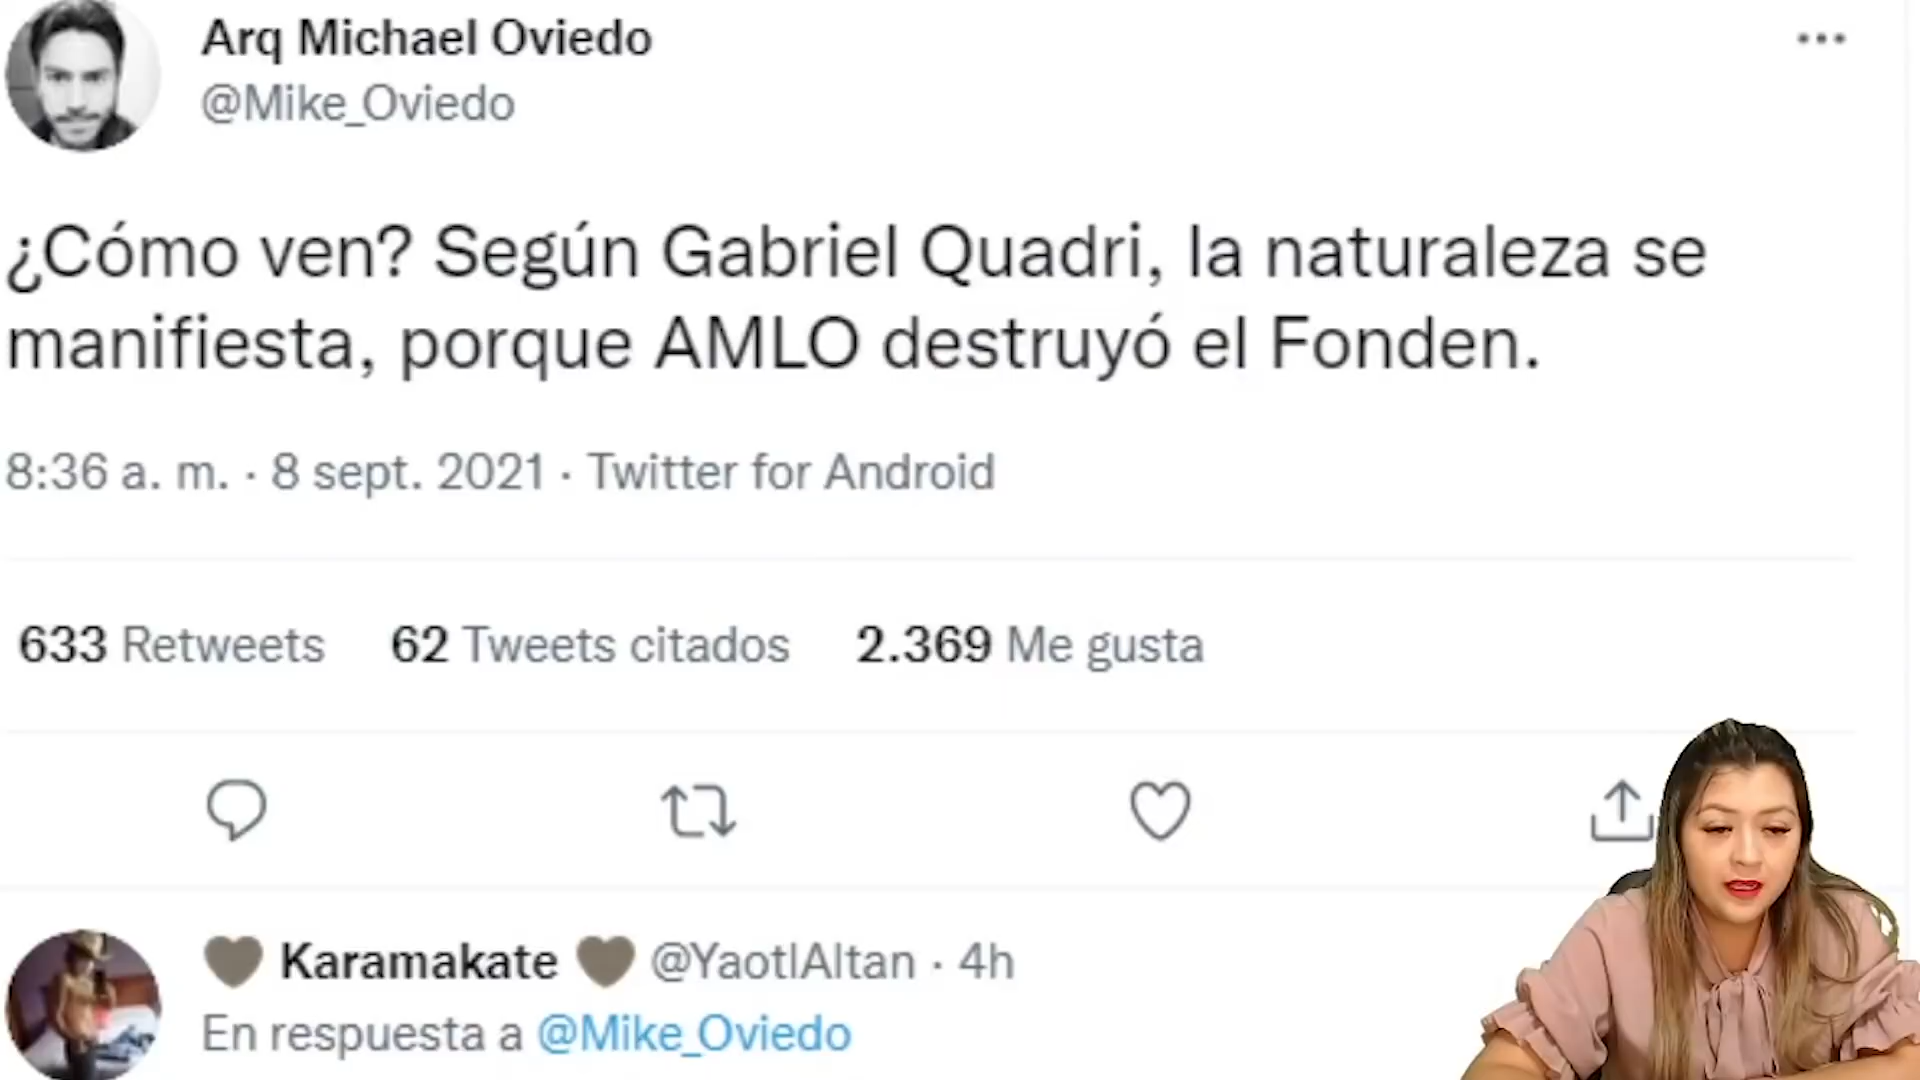 Arq Michael Oviedo
@Mike_Oviedo
¿Cómo ven? Según Gabriel Quadri, la naturaleza se
manifiesta, porque AMLO destruyó el Fonden.
8:36 a. m. · 8 sept. 2021 · Twitter for Android
633 Retweets 62 Tweets citados 2.369 Me gusta
Karamakate @YaotlAltan · 4h
En respuesta a @Mike_Oviedo